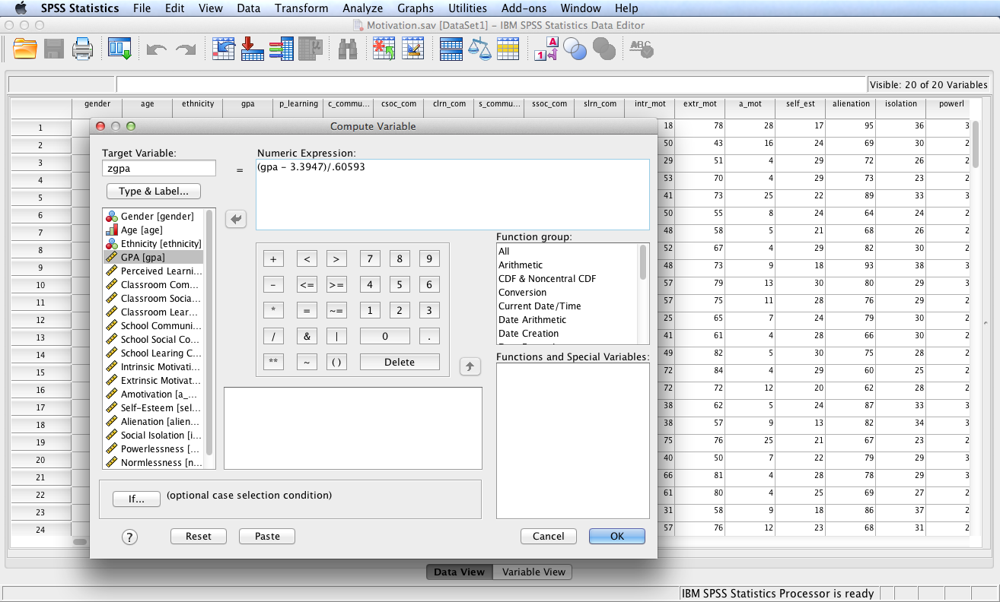 SPSS Statistics File Edit View Data Transform Analyze Graphs Utilities Add-ons Window Help
Motivation.sav [DataSet1] – IBM SPSS Statistics Data Editor
A
1
ABC
Visible: 20 of 20 Variables
gender age ethnicity gpa p_learning c_commu... csoc_com clrn_com s_commu... ssoc_com slrn_com intr_mot extr_mot a_mot self_est alienation isolation powerl
1 18 78 28 17 95 36 3
2 50 43 16 24 69 30 2
3 29 51 4 29 72 26 2
4 53 70 4 29 73 23 2
5 41 73 25 22 89 33 3
6 50 55 8 24 64 24 2
7 48 58 5 21 68 26 2
8 52 67 4 29 82 30 2
9 48 73 9 18 93 38 3
10 57 79 13 30 80 29 3
11 57 75 11 28 76 29 2
12 25 65 7 24 79 30 2
13 41 61 4 28 66 30 2
14 49 82 5 30 75 28 2
15 72 84 4 29 60 25 2
16 72 72 12 20 62 28 2
17 38 62 5 24 87 33 3
18 38 57 9 13 82 34 3
19 75 76 25 21 67 23 2
20 40 50 7 22 79 29 3
21 66 81 4 28 78 29 3
22 61 80 4 25 69 27 2
23 31 58 9 18 86 37 2
24 57 76 12 23 68 31 2
Compute Variable
Target Variable:
zgpa
=
Numeric Expression:
(gpa – 3.3947)/.60593
Type & Label...
Gender [gender]
Age [age]
Ethnicity [ethnicity]
GPA [gpa]
Perceived Learni...
Classroom Com...
Classroom Socia...
Classroom Lear...
School Communi...
School Social Co...
School Learing C...
Intrinsic Motivati...
Extrinsic Motivat...
Amotivation [a_...
Self-Esteem [sel...
Alienation [alien...
Social Isolation [i...
Powerlessness [...
Normlessness [n...
+ < > 7 8 9
– <= >= 4 5 6
* = ~= 1 2 3
/ & | 0 .
** ~ () Delete
Function group:
All
Arithmetic
CDF & Noncentral CDF
Conversion
Current Date/Time
Date Arithmetic
Date Creation
Functions and Special Variables:
If... (optional case selection condition)
? Reset Paste Cancel OK
Data View Variable View
IBM SPSS Statistics Processor is ready